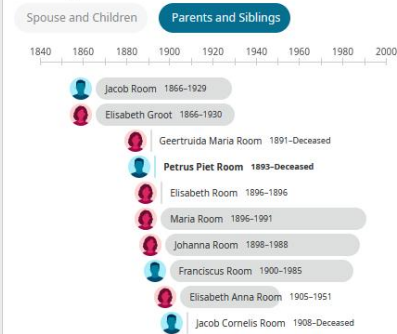 Spouse and Children Parents and Siblings
1840 1860 1880 1900 1920 1940 1960 1980 2000
Jacob Room 1866–1929
Elisabeth Groot 1866–1930
Geertruida Maria Room 1891–Deceased
Petrus Piet Room 1893–Deceased
Elisabeth Room 1896–1896
Maria Room 1896–1991
Johanna Room 1898–1988
Franciscus Room 1900–1985
Elisabeth Anna Room 1905–1951
Jacob Cornelis Room 1908–Deceased